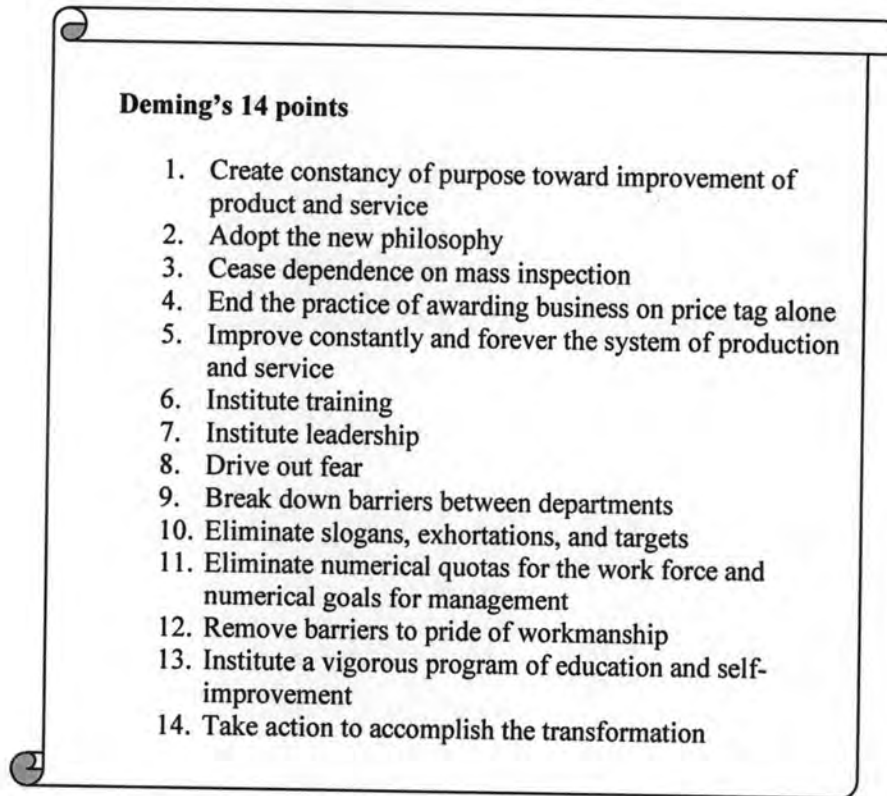 Deming's 14 points
1. Create constancy of purpose toward improvement of
product and service
2. Adopt the new philosophy
3. Cease dependence on mass inspection
4. End the practice of awarding business on price tag alone
5. Improve constantly and forever the system of production
and service
6. Institute training
7. Institute leadership
8. Drive out fear
9. Break down barriers between departments
10. Eliminate slogans, exhortations, and targets
11. Eliminate numerical quotas for the work force and
numerical goals for management
12. Remove barriers to pride of workmanship
13. Institute a vigorous program of education and self-
improvement
14. Take action to accomplish the transformation